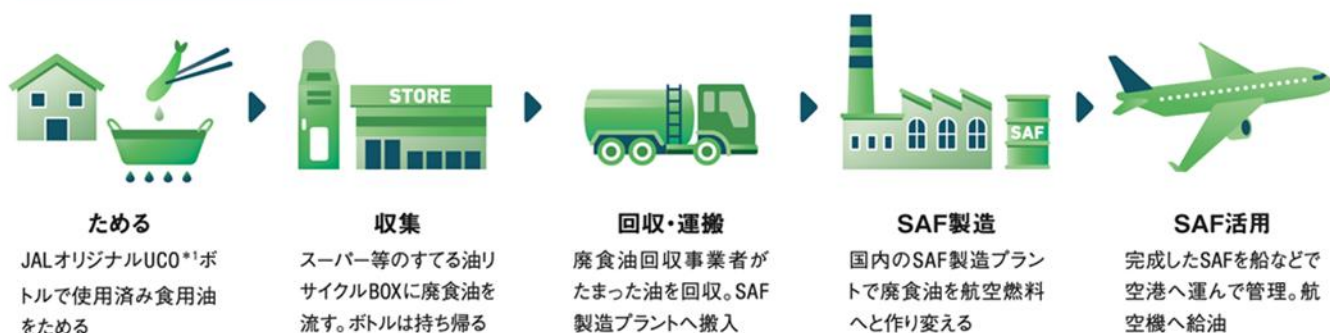 STORE
SAF
ためる
JALオリジナルUCO*1ボ
トルで使用済み食用油
をためる
収集
スーパー等のすてる油リ
サイクルBOXに廃食油を
流す。ボトルは持ち帰る
回収・運搬
廃食油回収事業者が
たまった油を回収。SAF
製造プラントへ搬入
SAF製造
国内のSAF製造プラン
トで廃食油を航空燃料
へと作り変える
SAF活用
完成したSAFを船などで
空港へ運んで管理。航
空機へ給油